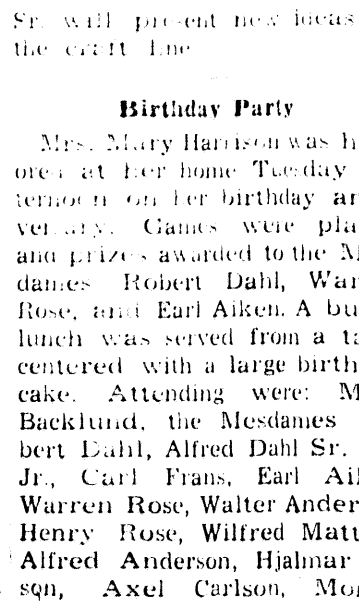 Sr. will present new ideas
the craft line
Birthday Party
Mrs. Mary Harrison was h
ored at her home Tuesday
ternoon on her birthday an
versary. Games were pla
and prizes awarded to the M
dames Robert Dahl, War
Rose, and Earl Aiken. A bu
lunch was served from a ta
centered with a large birth
cake. Attending were: M
Backlund, the Mesdames
bert Dahl, Alfred Dahl Sr.
Jr., Carl Frans, Earl Ai
Warren Rose, Walter Ander
Henry Rose, Wilfred Matt
Alfred Anderson, Hjalmar
son, Axel Carlson, Mo